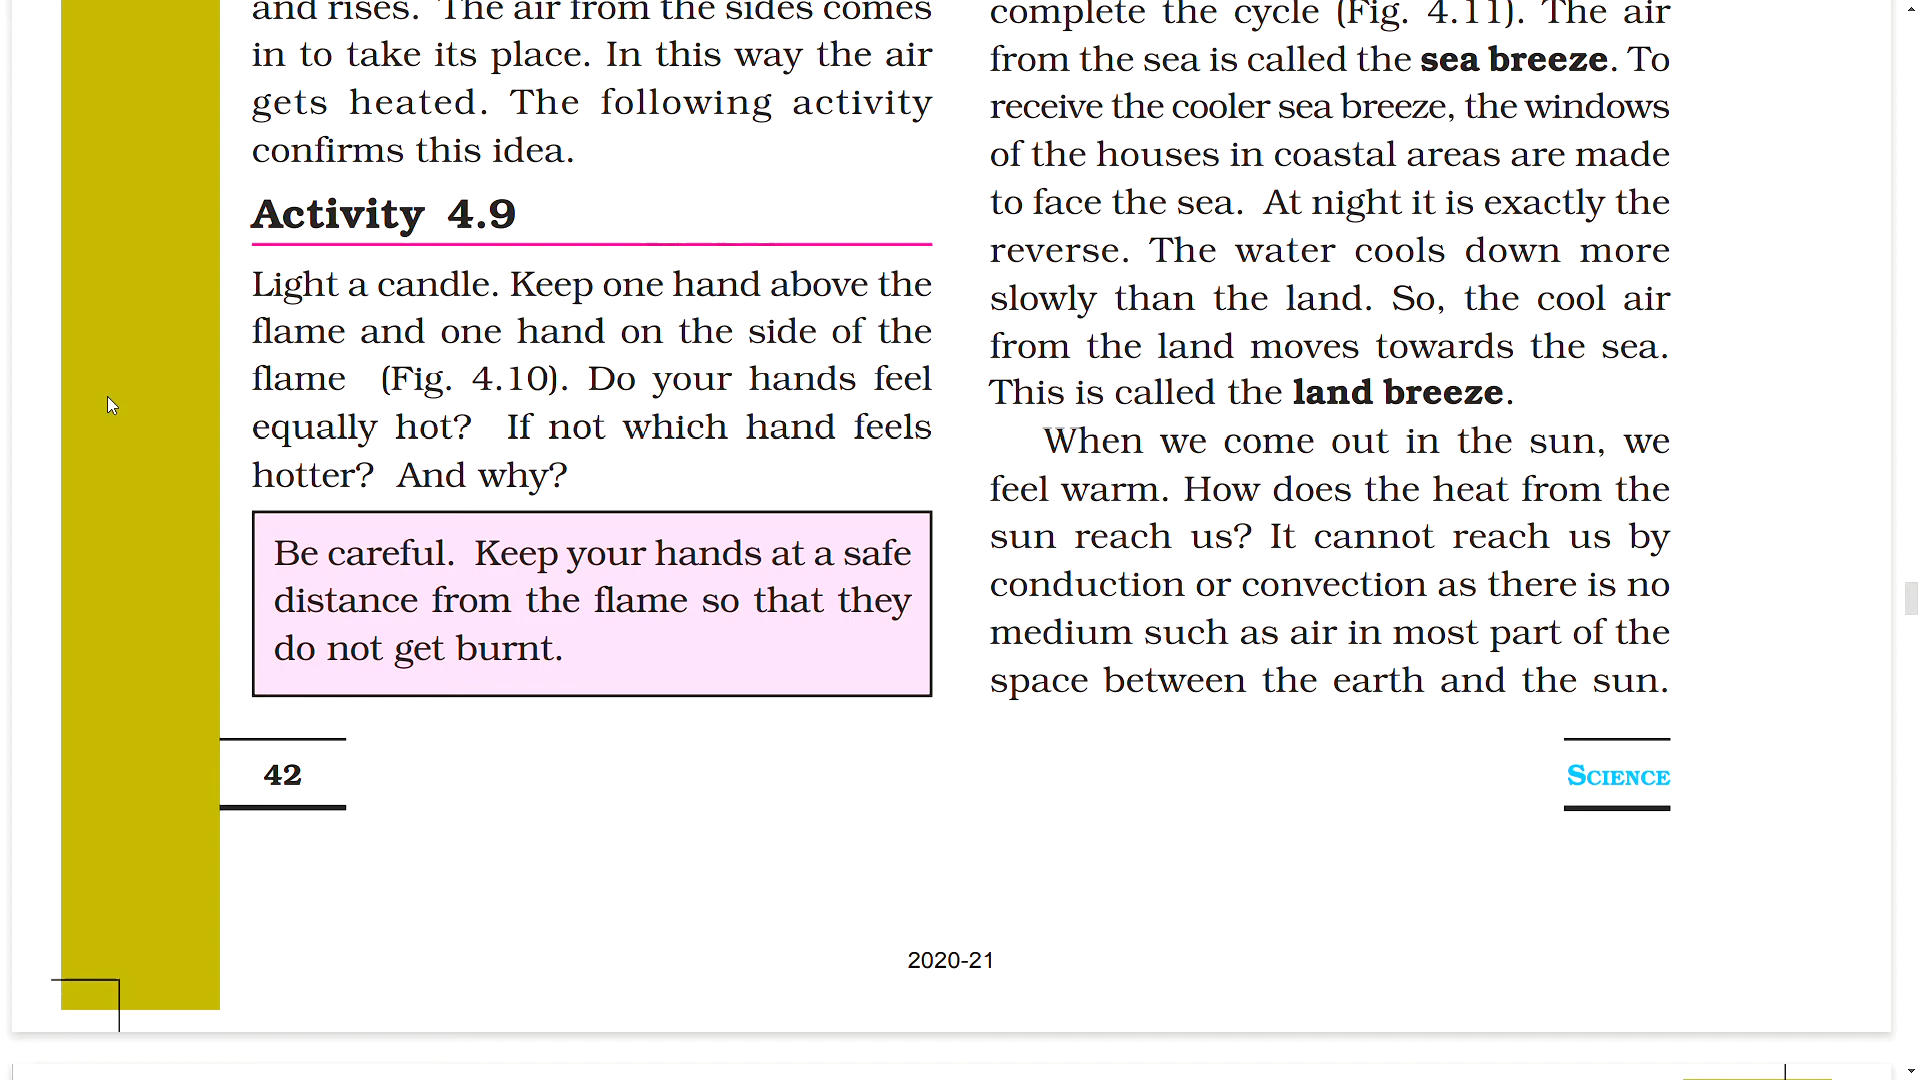 and rises. The air from the sides comes
in to take its place. In this way the air
gets heated. The following activity
confirms this idea.
Activity 4.9
Light a candle. Keep one hand above the
flame and one hand on the side of the
flame (Fig. 4.10). Do your hands feel
equally hot? If not which hand feels
hotter? And why?
Be careful. Keep your hands at a safe
distance from the flame so that they
do not get burnt.
complete the cycle (Fig. 4.11). The air
from the sea is called the sea breeze. To
receive the cooler sea breeze, the windows
of the houses in coastal areas are made
to face the sea. At night it is exactly the
reverse. The water cools down more
slowly than the land. So, the cool air
from the land moves towards the sea.
This is called the land breeze.
When we come out in the sun, we
feel warm. How does the heat from the
sun reach us? It cannot reach us by
conduction or convection as there is no
medium such as air in most part of the
space between the earth and the sun.
42
SCIENCE
2020-21